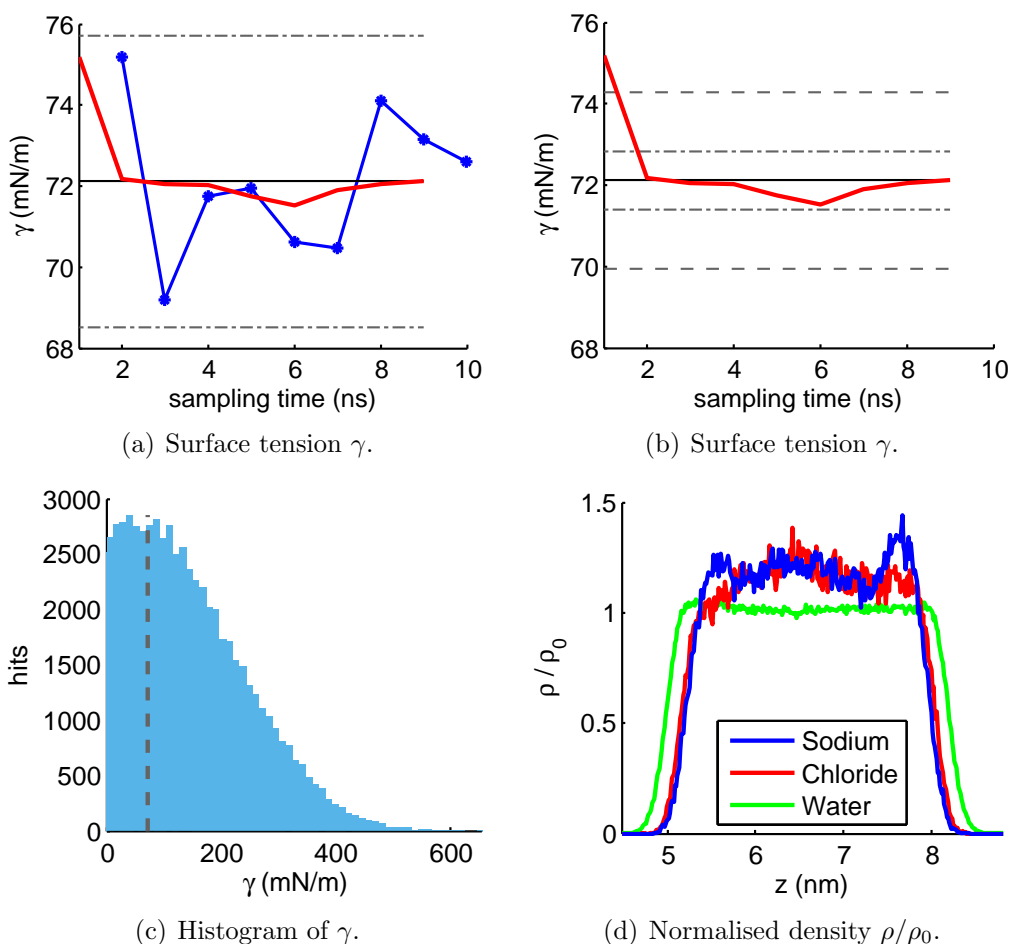 76
74
72
70
68
γ (mN/m)
2 4 6 8 10
sampling time (ns)
(a) Surface tension γ.
76
74
72
70
68
γ (mN/m)
2 4 6 8 10
sampling time (ns)
(b) Surface tension γ.
3000
2500
2000
1500
1000
500
0
hits
0 200 400 600
γ (mN/m)
(c) Histogram of γ.
1.5
1
0.5
0
ρ / ρ0
Sodium
Chloride
Water
5 6 7 8
z (nm)
(d) Normalised density ρ/ρ0.